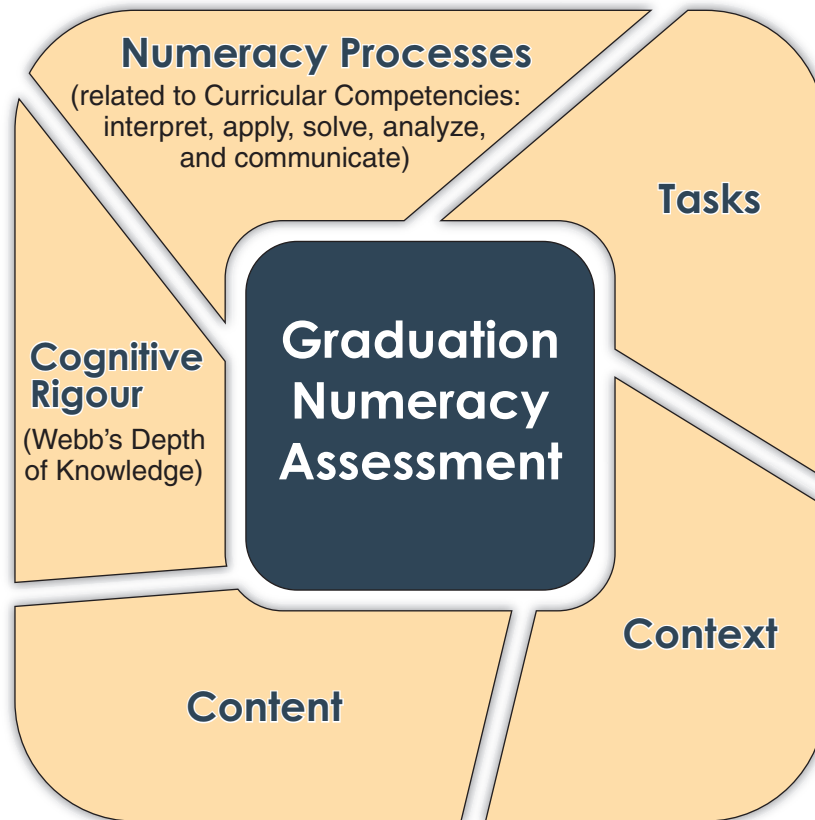 Numeracy Processes
(related to Curricular Competencies:
interpret, apply, solve, analyze,
and communicate)
Tasks
Cognitive
Rigour
(Webb's Depth
of Knowledge)
Graduation
Numeracy
Assessment
Context
Content